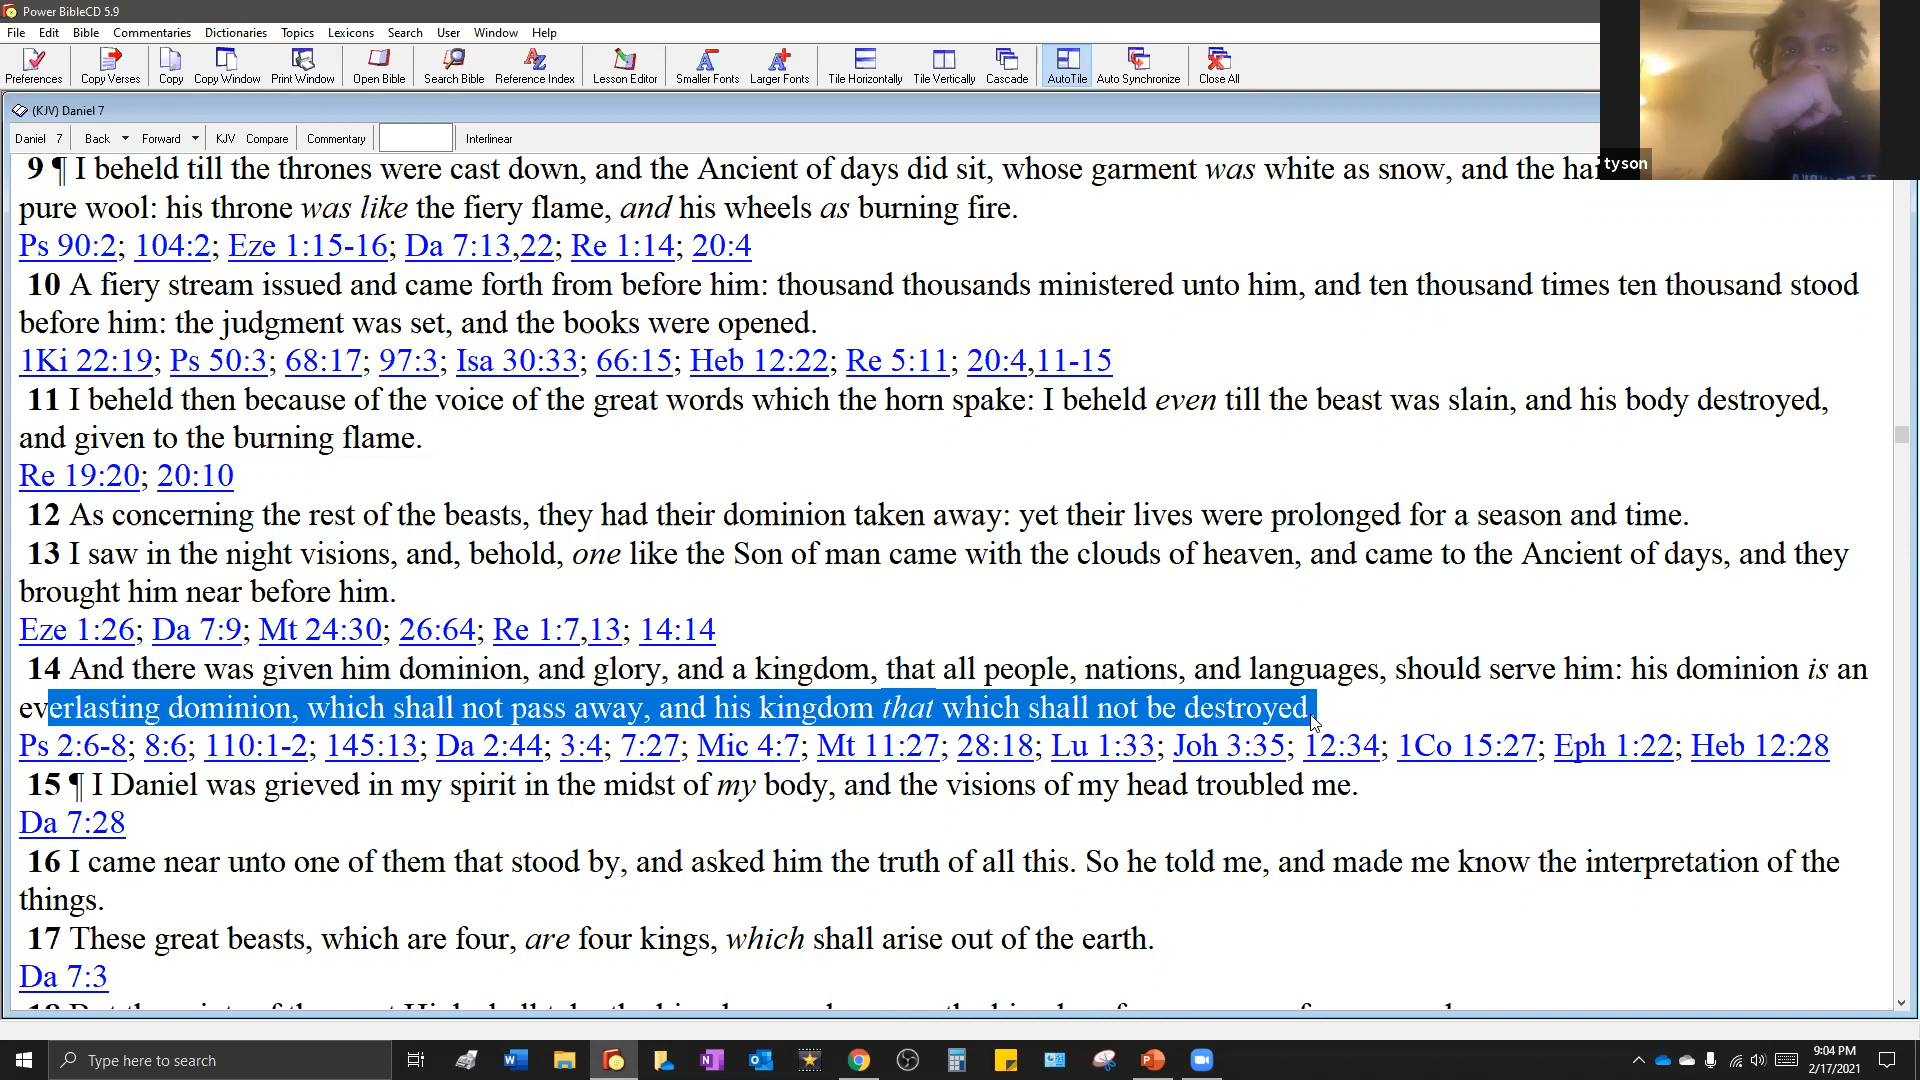 Power BibleCD 5.9
File Edit Bible Commentaries Dictionaries Topics Lexicons Search User Window Help
Preferences Copy Verses Copy Copy Window Print Window Open Bible Search Bible Reference Index Lesson Editor Smaller Fonts Larger Fonts Tile Horizontally Tile Vertically Cascade AutoTile Auto Synchronize Close All
(KJV) Daniel 7
Daniel 7 Back Forward KJV Compare Commentary Interlinear
tyson
9 ¶ I beheld till the thrones were cast down, and the Ancient of days did sit, whose garment was white as snow, and the
pure wool: his throne was like the fiery flame, and his wheels as burning fire.
Ps 90:2; 104:2; Eze 1:15-16; Da 7:13,22; Re 1:14; 20:4
10 A fiery stream issued and came forth from before him: thousand thousands ministered unto him, and ten thousand times ten thousand stood
before him: the judgment was set, and the books were opened.
1Ki 22:19; Ps 50:3; 68:17; 97:3; Isa 30:33; 66:15; Heb 12:22; Re 5:11; 20:4,11-15
11 I beheld then because of the voice of the great words which the horn spake: I beheld even till the beast was slain, and his body destroyed,
and given to the burning flame.
Re 19:20; 20:10
12 As concerning the rest of the beasts, they had their dominion taken away: yet their lives were prolonged for a season and time.
13 I saw in the night visions, and, behold, one like the Son of man came with the clouds of heaven, and came to the Ancient of days, and they
brought him near before him.
Eze 1:26; Da 7:9; Mt 24:30; 26:64; Re 1:7,13; 14:14
14 And there was given him dominion, and glory, and a kingdom, that all people, nations, and languages, should serve him: his dominion is an
everlasting dominion, which shall not pass away, and his kingdom that which shall not be destroyed.
Ps 2:6-8; 8:6; 110:1-2; 145:13; Da 2:44; 3:4; 7:27; Mic 4:7; Mt 11:27; 28:18; Lu 1:33; Joh 3:35; 12:34; 1Co 15:27; Eph 1:22; Heb 12:28
15 ¶ I Daniel was grieved in my spirit in the midst of my body, and the visions of my head troubled me.
Da 7:28
16 I came near unto one of them that stood by, and asked him the truth of all this. So he told me, and made me know the interpretation of the
things.
17 These great beasts, which are four, are four kings, which shall arise out of the earth.
Da 7:3
Type here to search
9:04 PM
2/17/2021